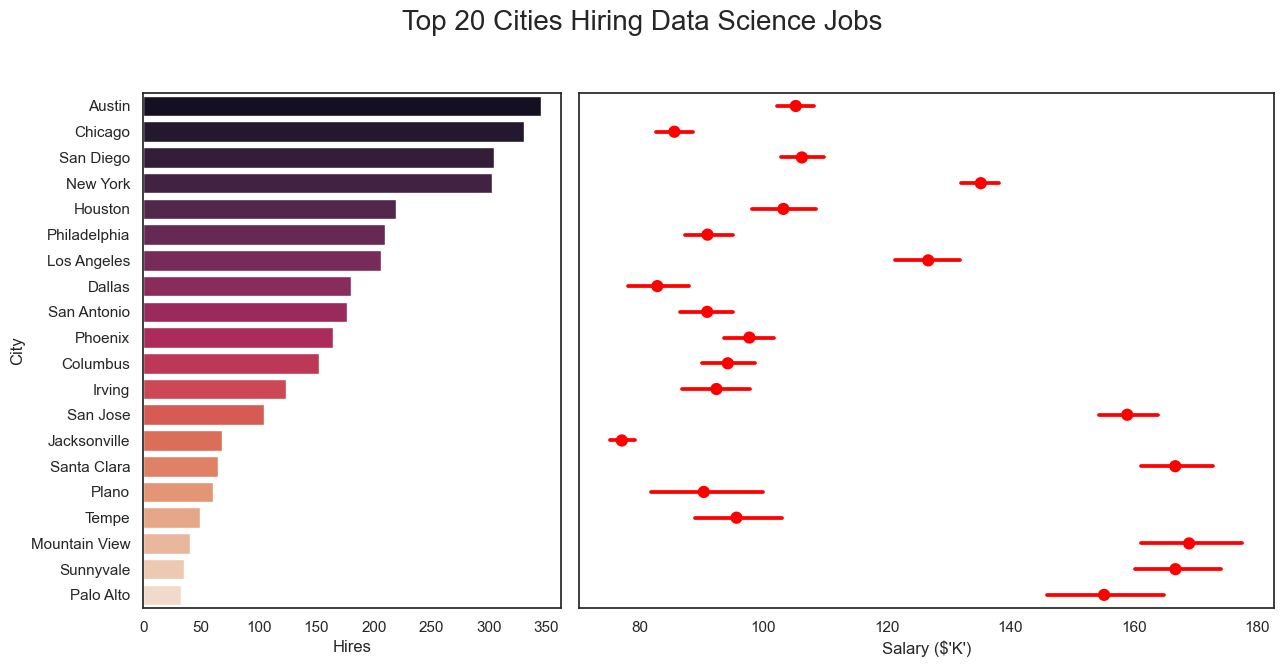 Top 20 Cities Hiring Data Science Jobs
City
Austin
Chicago
San Diego
New York
Houston
Philadelphia
Los Angeles
Dallas
San Antonio
Phoenix
Columbus
Irving
San Jose
Jacksonville
Santa Clara
Plano
Tempe
Mountain View
Sunnyvale
Palo Alto
0 50 100 150 200 250 300 350
Hires
80 100 120 140 160 180
Salary ($'K')